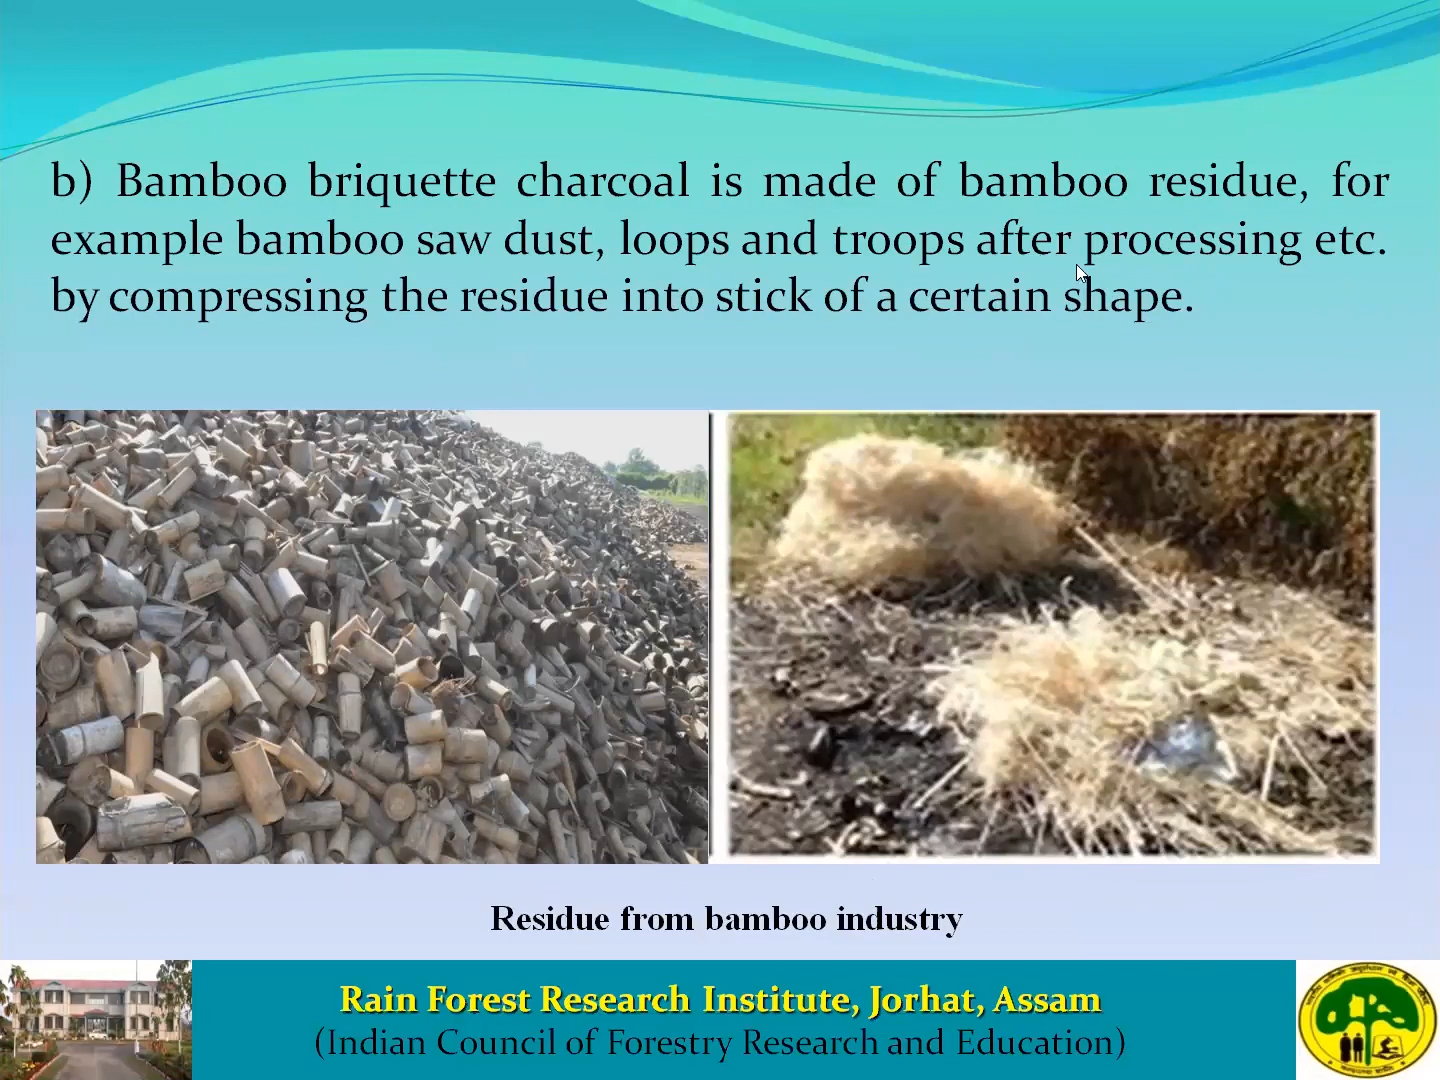 b) Bamboo briquette charcoal is made of bamboo residue, for
example bamboo saw dust, loops and troops after processing etc.
by compressing the residue into stick of a certain shape.
Residue from bamboo industry
Rain Forest Research Institute, Jorhat, Assam
(Indian Council of Forestry Research and Education)